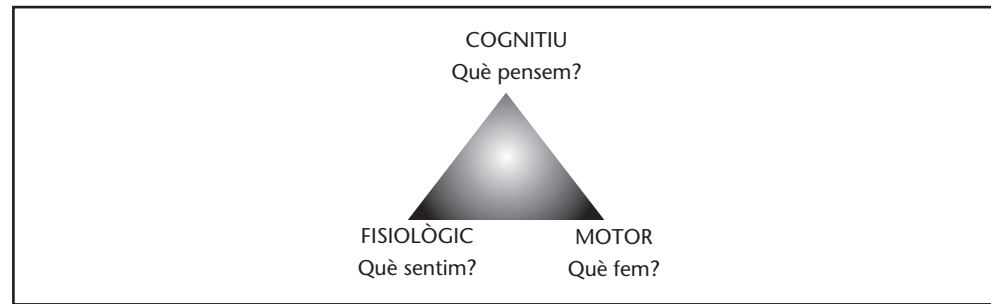 COGNITIU
Què pensem?
FISIOLÒGIC MOTOR
Què sentim? Què fem?